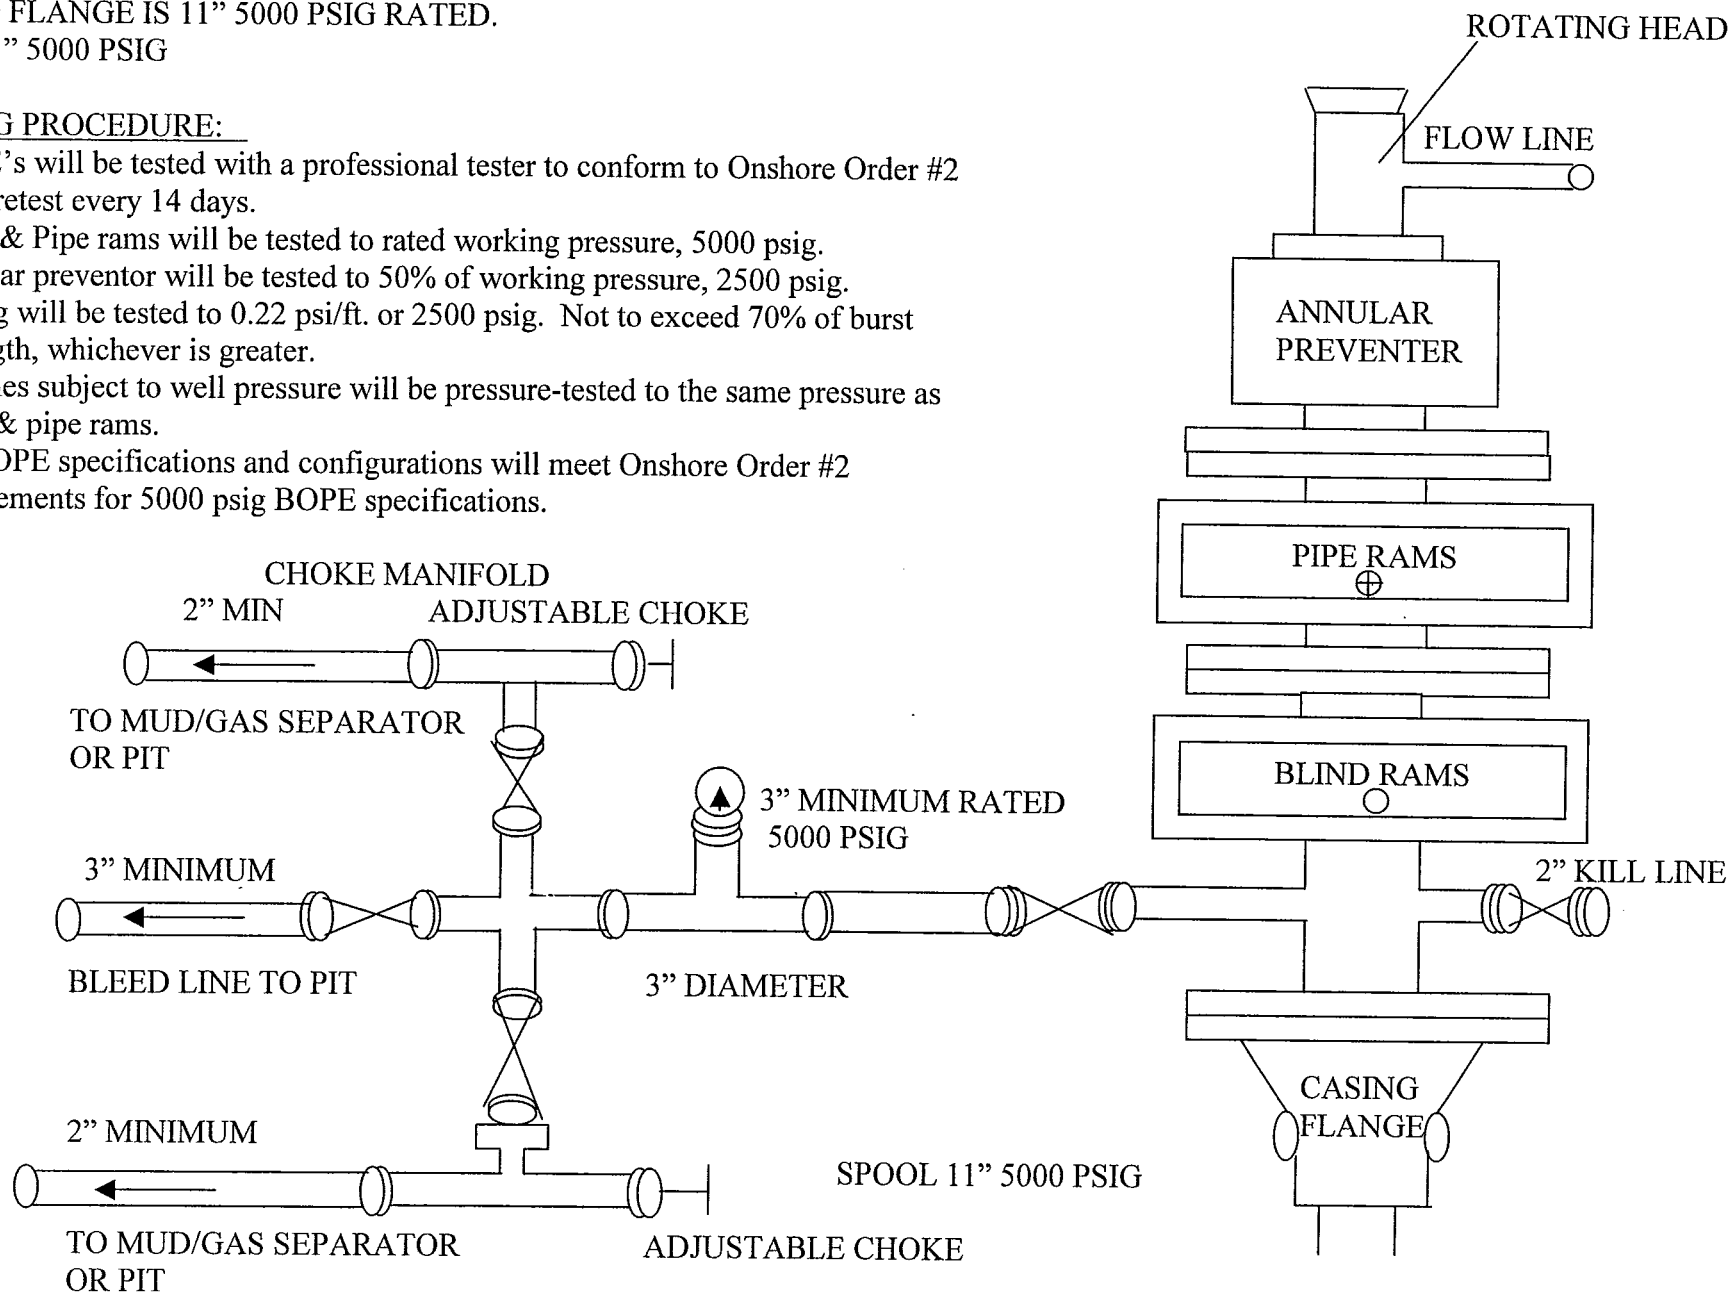 FLANGE IS 11” 5000 PSIG RATED.
” 5000 PSIG
G PROCEDURE:
’s will be tested with a professional tester to conform to Onshore Order #2
retest every 14 days.
& Pipe rams will be tested to rated working pressure, 5000 psig.
ar preventor will be tested to 50% of working pressure, 2500 psig.
g will be tested to 0.22 psi/ft. or 2500 psig. Not to exceed 70% of burst
gth, whichever is greater.
es subject to well pressure will be pressure-tested to the same pressure as
& pipe rams.
OPE specifications and configurations will meet Onshore Order #2
ements for 5000 psig BOPE specifications.
ROTATING HEAD
FLOW LINE
ANNULAR
PREVENTER
PIPE RAMS
BLIND RAMS
2” KILL LINE
CASING
FLANGE
CHOKE MANIFOLD
2” MIN
ADJUSTABLE CHOKE
TO MUD/GAS SEPARATOR
OR PIT
3” MINIMUM RATED
5000 PSIG
3” MINIMUM
BLEED LINE TO PIT
3” DIAMETER
2” MINIMUM
SPOOL 11” 5000 PSIG
TO MUD/GAS SEPARATOR
OR PIT
ADJUSTABLE CHOKE